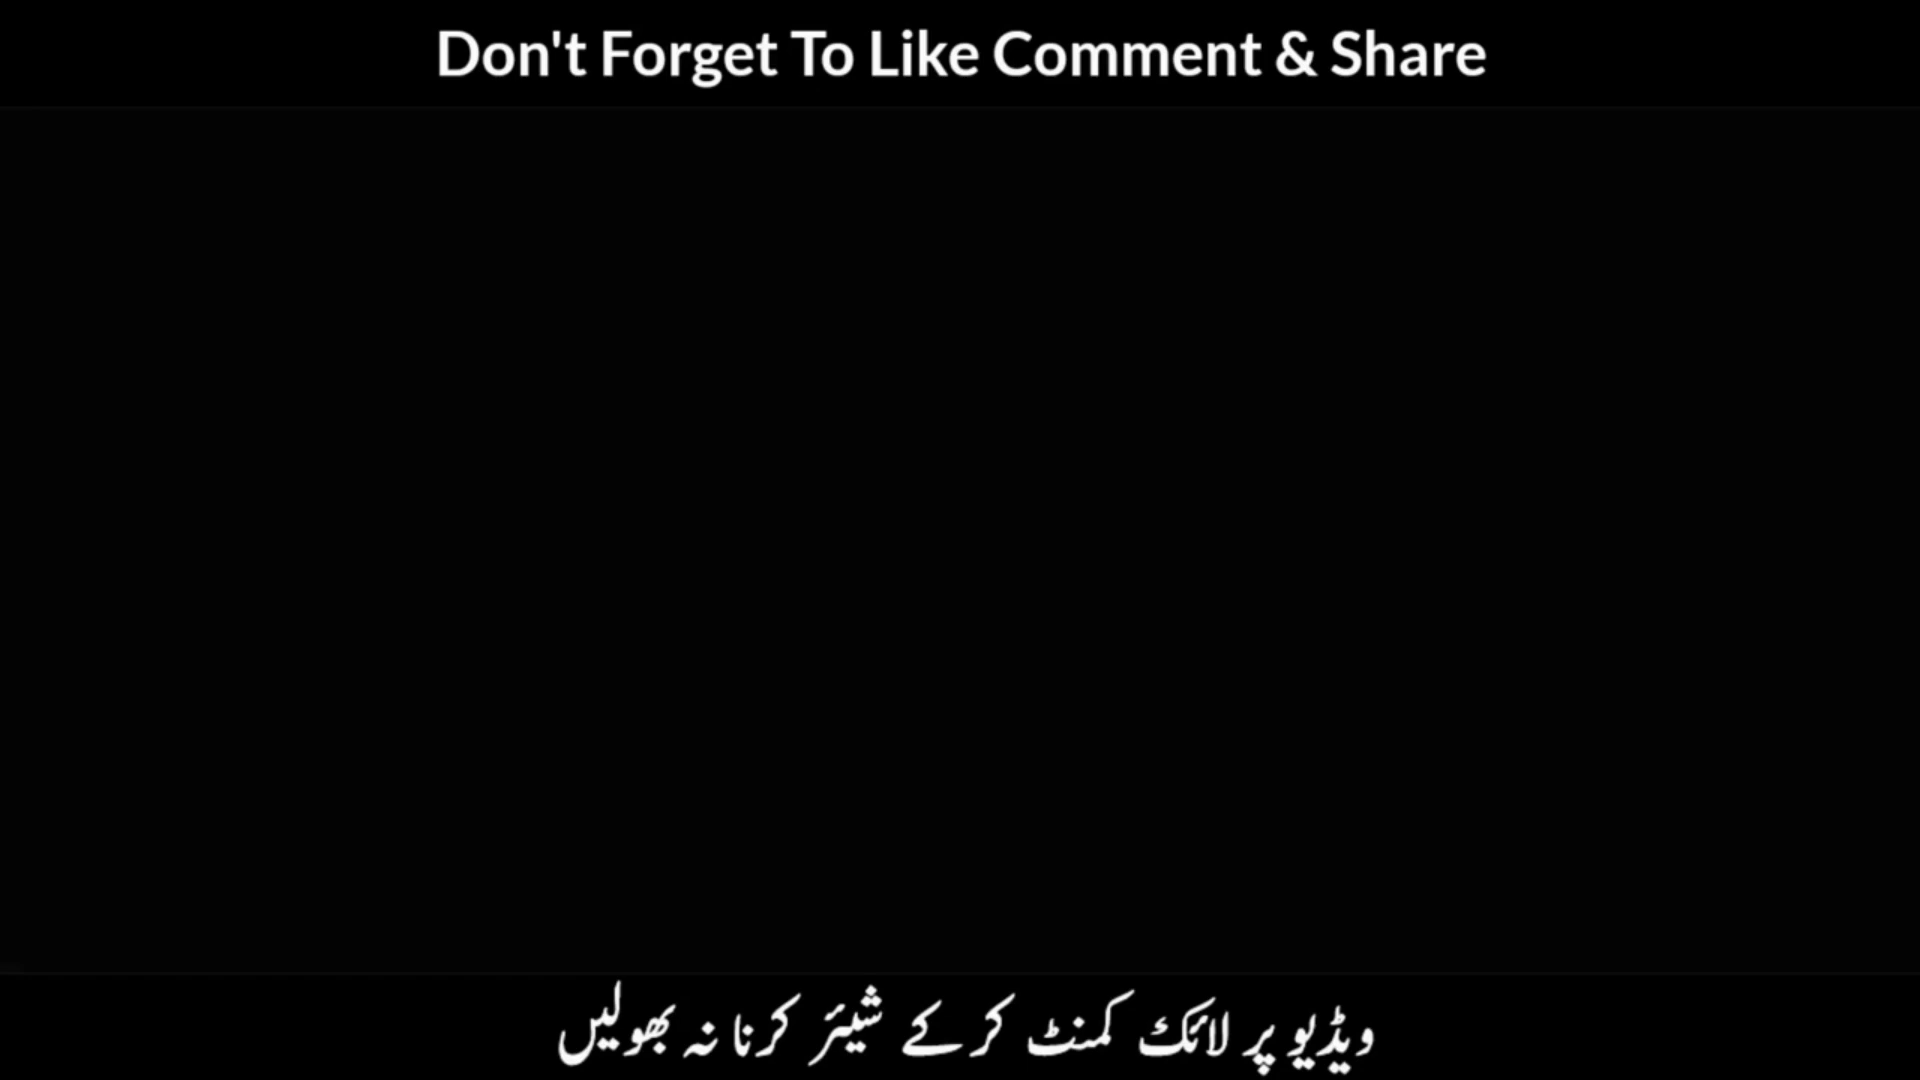 Don't Forget To Like Comment & Share
ویڈیو پر لائک کمنٹ کر کے شیئر کرنا نہ بھولیں